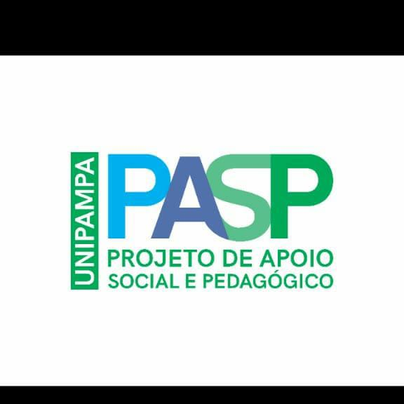 UNIPAMPA
PASP
PROJETO DE APOIO
SOCIAL E PEDAGÓGICO